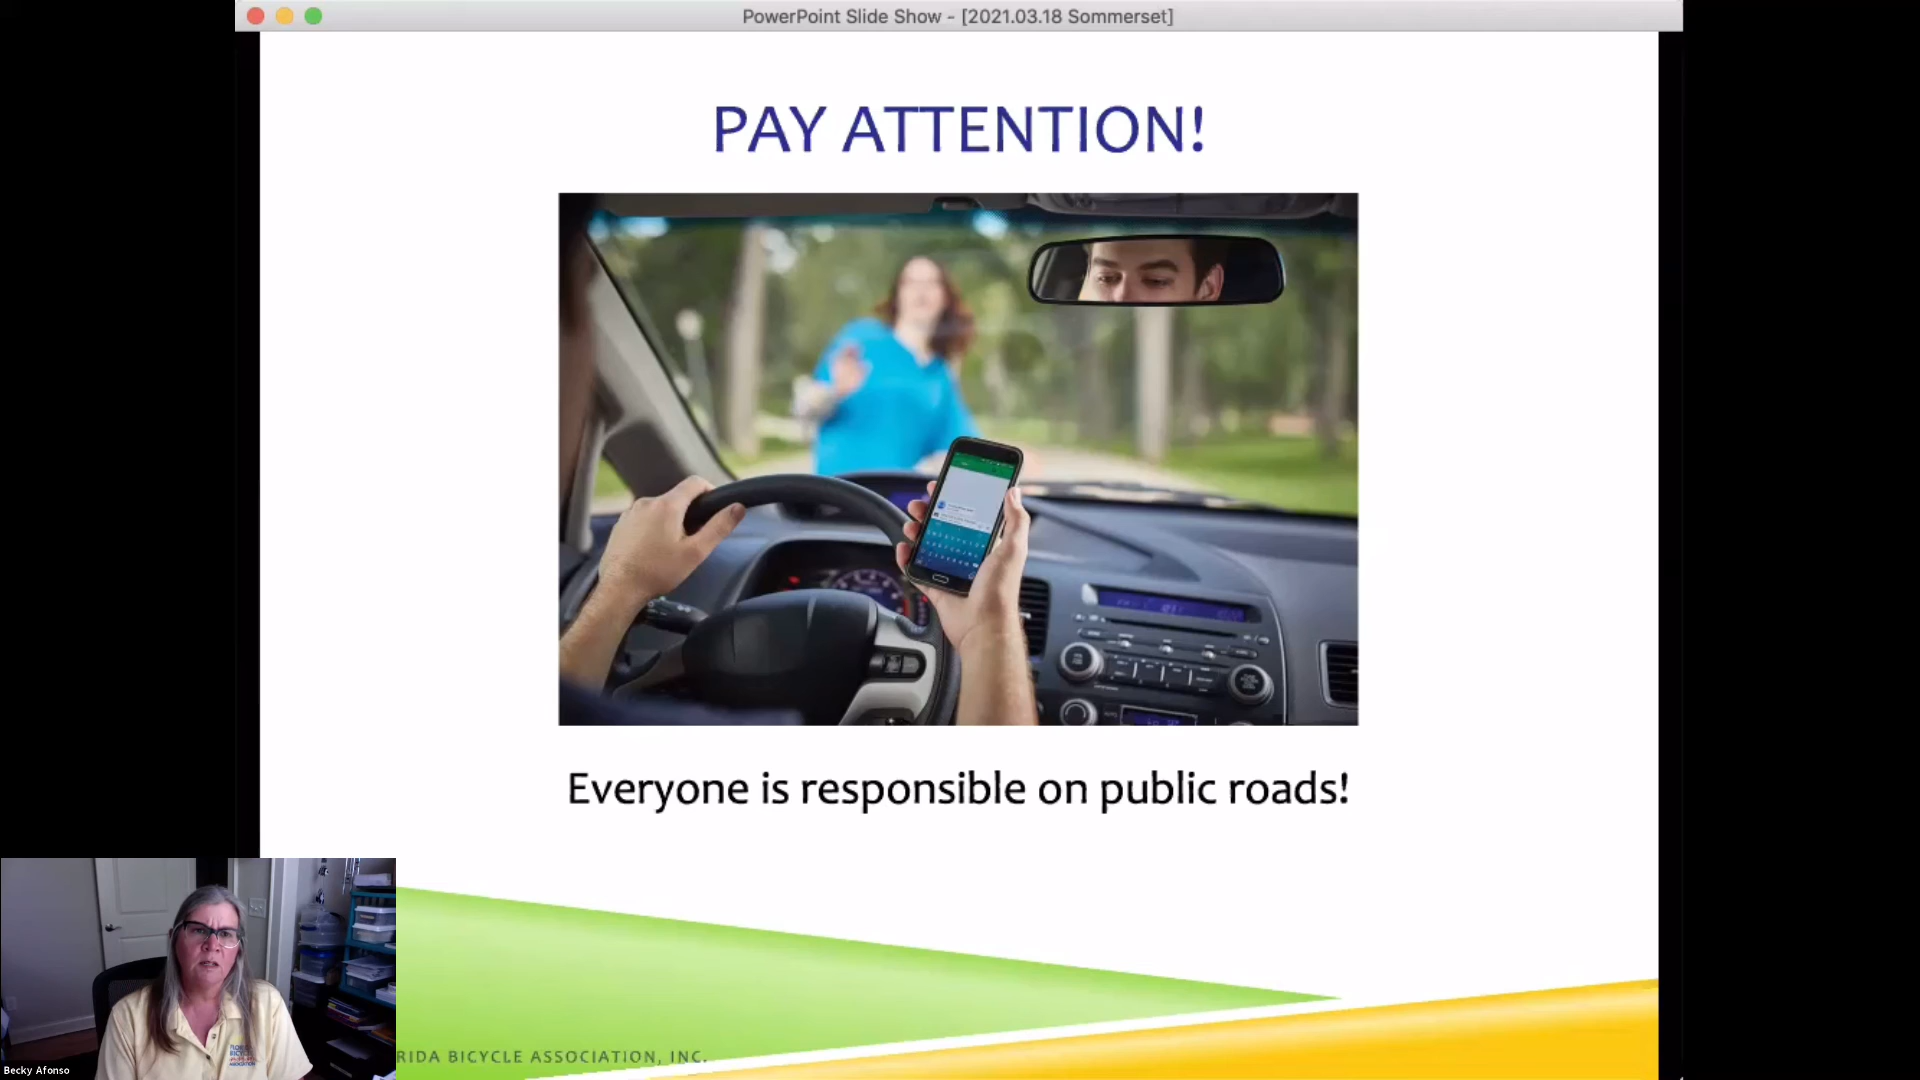 PowerPoint Slide Show - [2021.03.18 Sommerset]
PAY ATTENTION!
Everyone is responsible on public roads!
RIDA BICYCLE ASSOCIATION, INC.
Becky Afonso